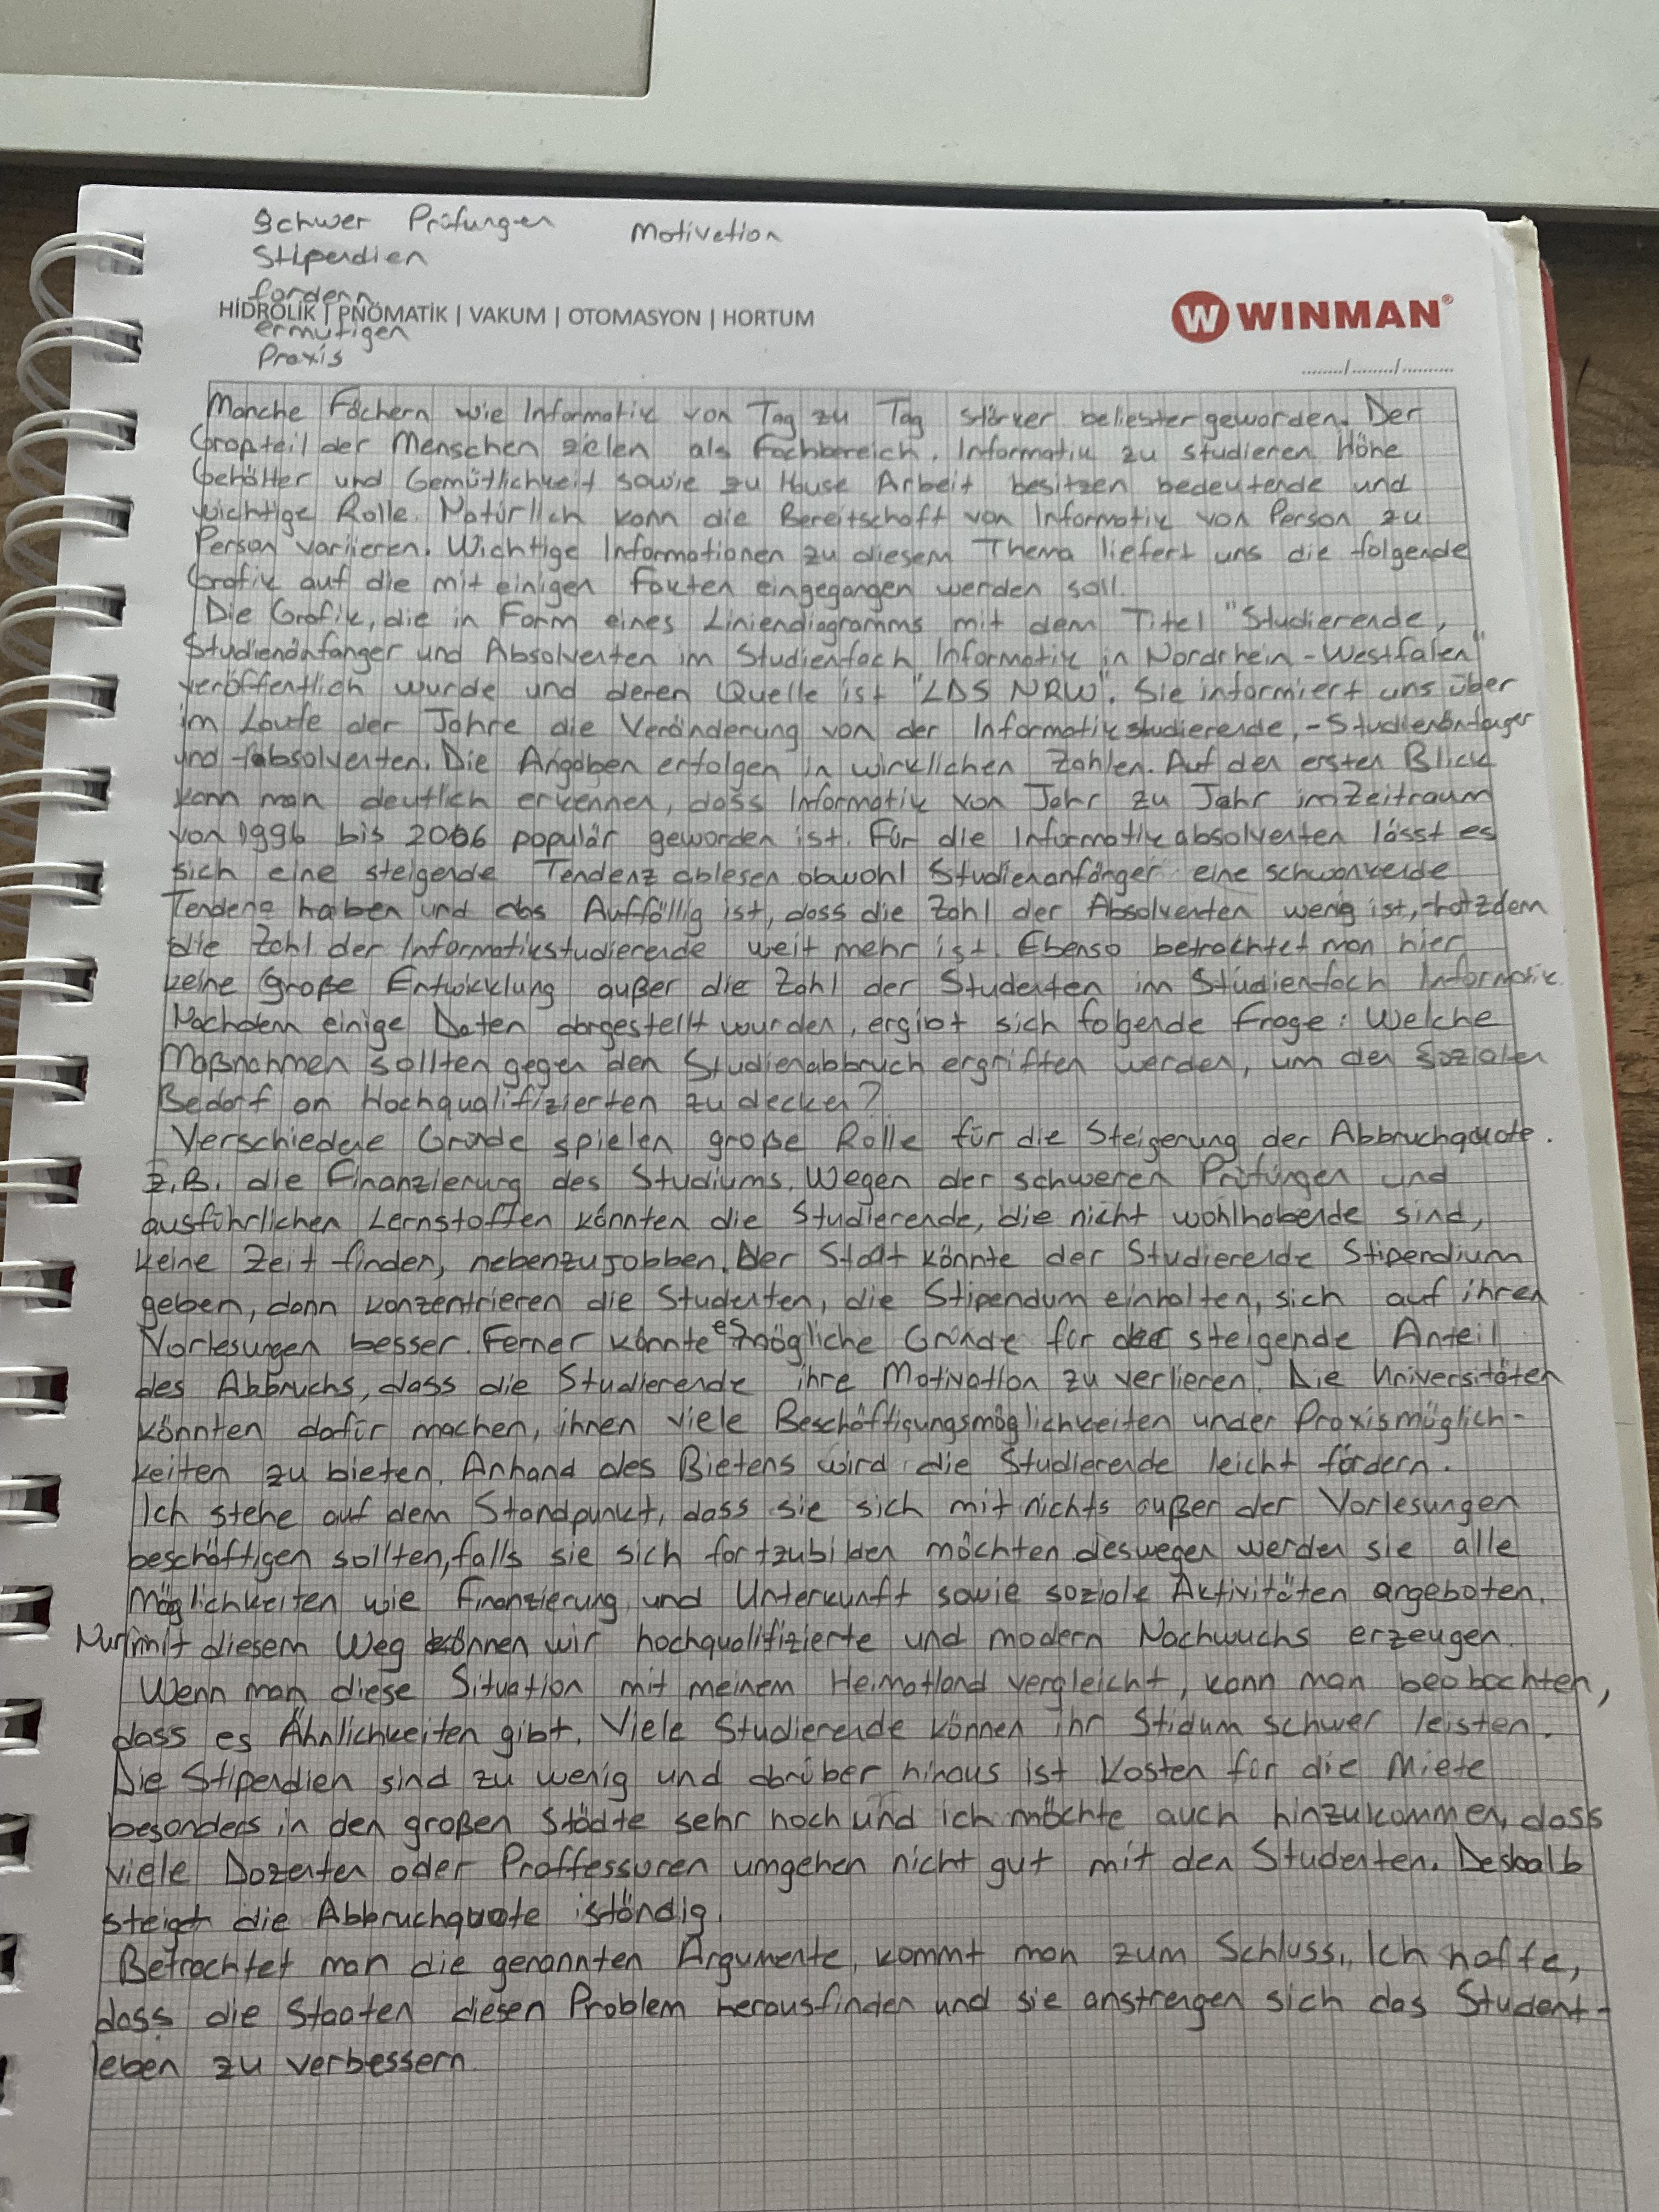 Schwer Prüfungen Motivation
Stipendien
fördern
HİDROLİK | PNÖMATİK | VAKUM | OTOMASYON | HORTUM
W WINMAN®
ermutigen
Praxis
......../......../..........
Manche Fächern wie Informatik von Tag zu Tag stärker beliebter geworden. Der
Großteil der Menschen zielen als Fachbereich, Informatik zu studieren. Höhe
Gehälter und Gemütlichkeit sowie zu Hause Arbeit besitzen bedeutende und
wichtige Rolle. Natürlich kann die Bereitschaft von Informatik von Person zu
Person variieren. Wichtige Informationen zu diesem Thema liefert uns die folgende
Grafik auf die mit einigen Fakten eingegangen werden soll.
Die Grafik, die in Form eines Liniendiagramms mit dem Titel "Studierende,
Studienänfanger und Absolventen im Studienfach Informatik in Nordrhein-Westfalen"
veröffentlich wurde und deren Quelle ist "LDS NRW". Sie informiert uns über
im Laufe der Jahre die Veränderung von der Informatikstudierende, -Studienänfanger
und -absolventen. Die Angaben erfolgen in wirklichen Zahlen. Auf den ersten Blick
kann man deutlich erkennen, dass Informatik von Jahr zu Jahr im Zeitraum
von 1996 bis 2006 populär geworden ist. Für die Informatikabsolventen lässt es
sich eine steigende Tendenz ablesen obwohl Studienanfänger eine schwankende
Tendenz haben und das Auffällig ist, dass die Zahl der Absolventen wenig ist, trotzdem
die Zahl der Informatikstudierende weit mehr ist. Ebenso betrachtet man hier
keine große Entwicklung außer die Zahl der Studenten im Studienfach Informatik.
Nachdem einige Daten dargestellt wurden, ergibt sich folgende Frage: Welche
Maßnahmen sollten gegen den Studienabbruch ergriffen werden, um den sozialen
Bedarf an Hochqualifizierten zu decken?
Verschiedene Gründe spielen große Rolle für die Steigerung der Abbruchquote.
z.B. die Finanzierung des Studiums. Wegen der schweren Prüfungen und
ausführlichen Lernstoffen könnten die Studierende, die nicht wohlhabende sind,
keine Zeit finden, nebenzujobben. Der Staat könnte der Studierende Stipendium
geben, dann konzentrieren die Studenten, die Stipendum einhalten, sich auf ihren
Vorlesungen besser. Ferner könnte es mögliche Gründe für der steigende Anteil
des Abbruchs, dass die Studierende ihre Motivation zu verlieren. Die Universitäten
könnten dafür machen, ihnen viele Beschäftigungsmöglichkeiten under Praxismöglich-
keiten zu bieten. Anhand des Bietens wird die Studierende leicht fördern.
Ich stehe auf dem Standpunkt, dass sie sich mit nichts außer der Vorlesungen
beschäftigen sollten, falls sie sich fortzubilden möchten deswegen werden sie alle
Möglichkeiten wie Finanzierung und Unterkunft sowie soziale Aktivitäten angeboten.
Nur mit diesem Weg können wir hochqualifizierte und modern Nachwuchs erzeugen.
Wenn man diese Situation mit meinem Heimatland vergleicht, kann man beobachten,
dass es Ähnlichkeiten gibt. Viele Studierende können ihr Stidum schwer leisten.
Die Stipendien sind zu wenig und darüber hinaus ist Kosten für die Miete
besonders in den großen Städte sehr hoch und ich möchte auch hinzukommen, dass
viele Dozenten oder Proffessuren umgehen nicht gut mit den Studenten. Deshalb
steigt die Abbruchquote ständig.
Betrachtet man die genannten Argumente, kommt man zum Schluss, Ich hoffe,
dass die Staaten diesen Problem herausfinden und sie anstrengen sich das Student-
leben zu verbessern.